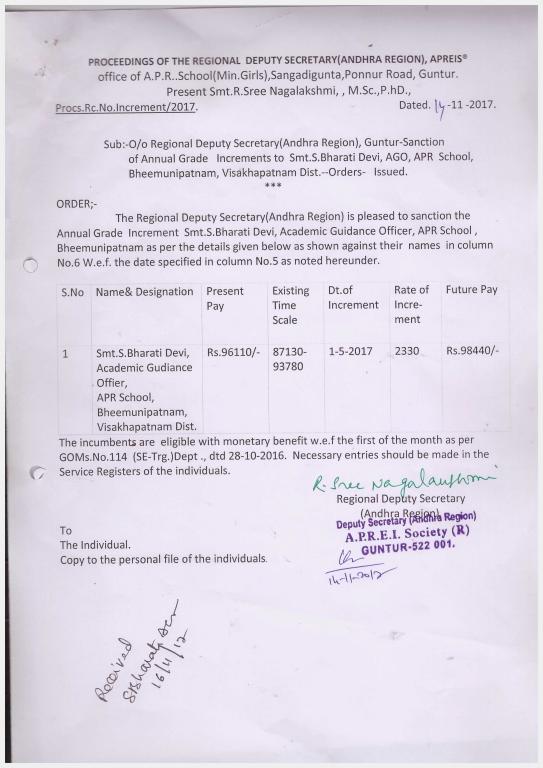 PROCEEDINGS OF THE REGIONAL DEPUTY SECRETARY(ANDHRA REGION), APREIS®
office of A.P.R..School(Min.Girls),Sangadigunta,Ponnur Road, Guntur.
Present Smt.R.Sree Nagalakshmi, , M.Sc.,P.hD.,
Procs.Rc.No.Increment/2017. Dated. 14-11 -2017.
Sub:-O/o Regional Deputy Secretary(Andhra Region), Guntur-Sanction
of Annual Grade Increments to Smt.S.Bharati Devi, AGO, APR School,
Bheemunipatnam, Visakhapatnam Dist.--Orders- Issued.
***
ORDER;-
The Regional Deputy Secretary(Andhra Region) is pleased to sanction the
Annual Grade Increment Smt.S.Bharati Devi, Academic Guidance Officer, APR School ,
Bheemunipatnam as per the details given below as shown against their names in column
No.6 W.e.f. the date specified in column No.5 as noted hereunder.
S.No Name& Designation Present Existing Dt.of Rate of Future Pay
Pay Time Increment Incre-
Scale ment
1 Smt.S.Bharati Devi, Rs.96110/- 87130- 1-5-2017 2330 Rs.98440/-
Academic Gudiance 93780
Offier,
APR School,
Bheemunipatnam,
Visakhapatnam Dist.
The incumbents are eligible with monetary benefit w.e.f the first of the month as per
GOMs.No.114 (SE-Trg.)Dept ., dtd 28-10-2016. Necessary entries should be made in the
Service Registers of the individuals.
R. Sree Nagalakshmi
Regional Deputy Secretary
(Andhra Region)
Deputy Secretary (Andhra Region)
A.P.R.E.I. Society (R)
GUNTUR-522 001.
14-11-2017
To
The Individual.
Copy to the personal file of the individuals.
Received
16/11/17